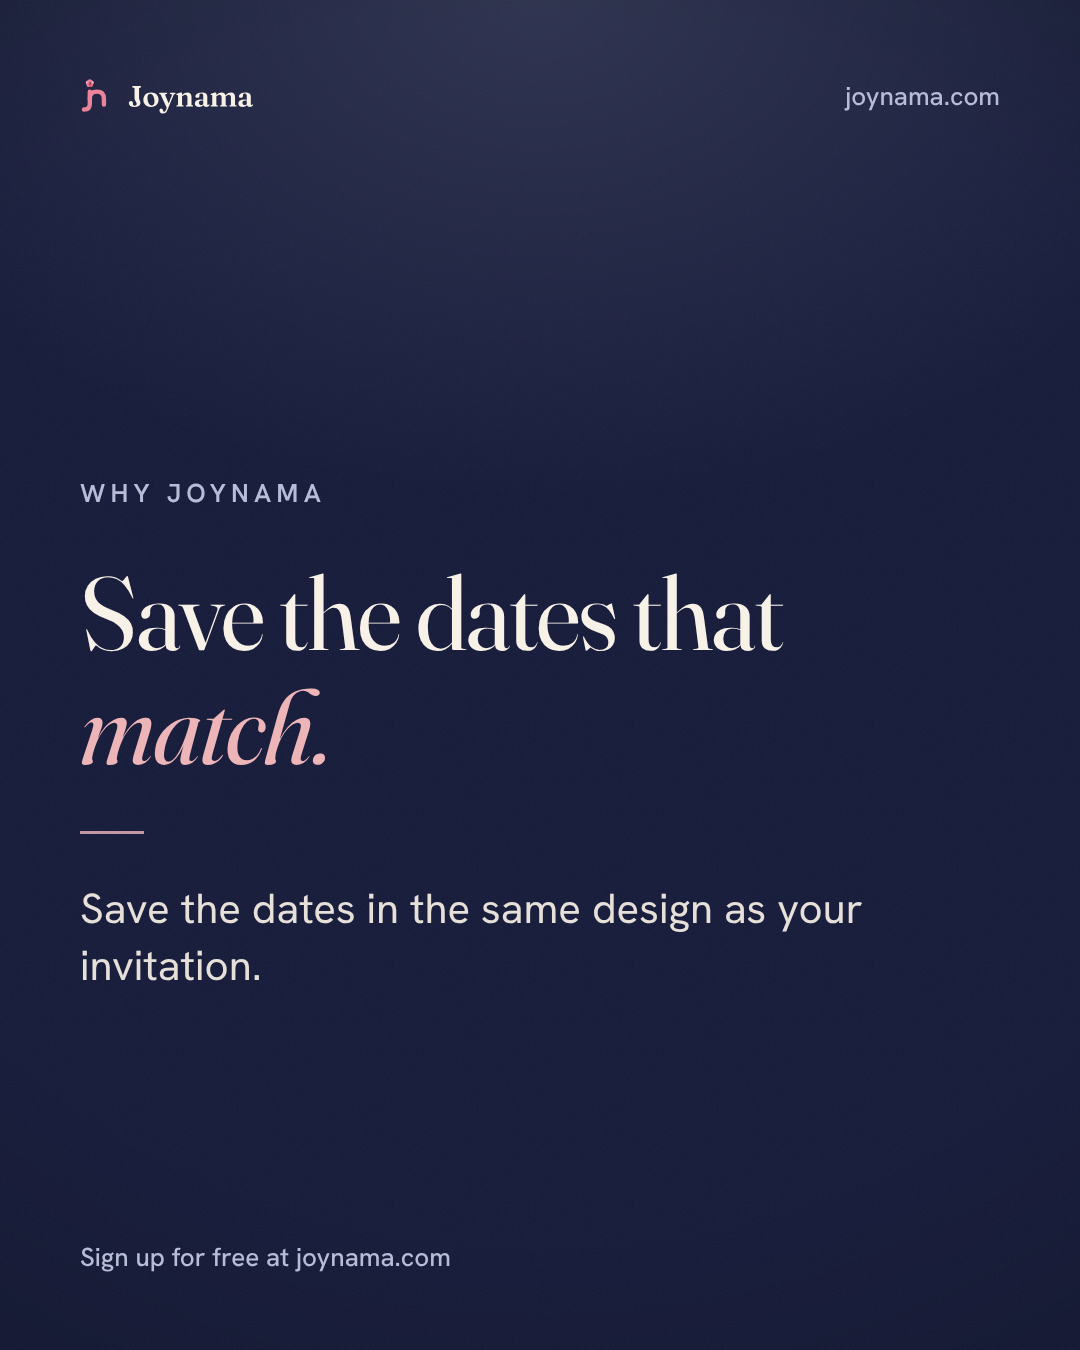 Joynama
joynama.com
WHY JOYNAMA
Save the dates that
match.
Save the dates in the same design as your
invitation.
Sign up for free at joynama.com